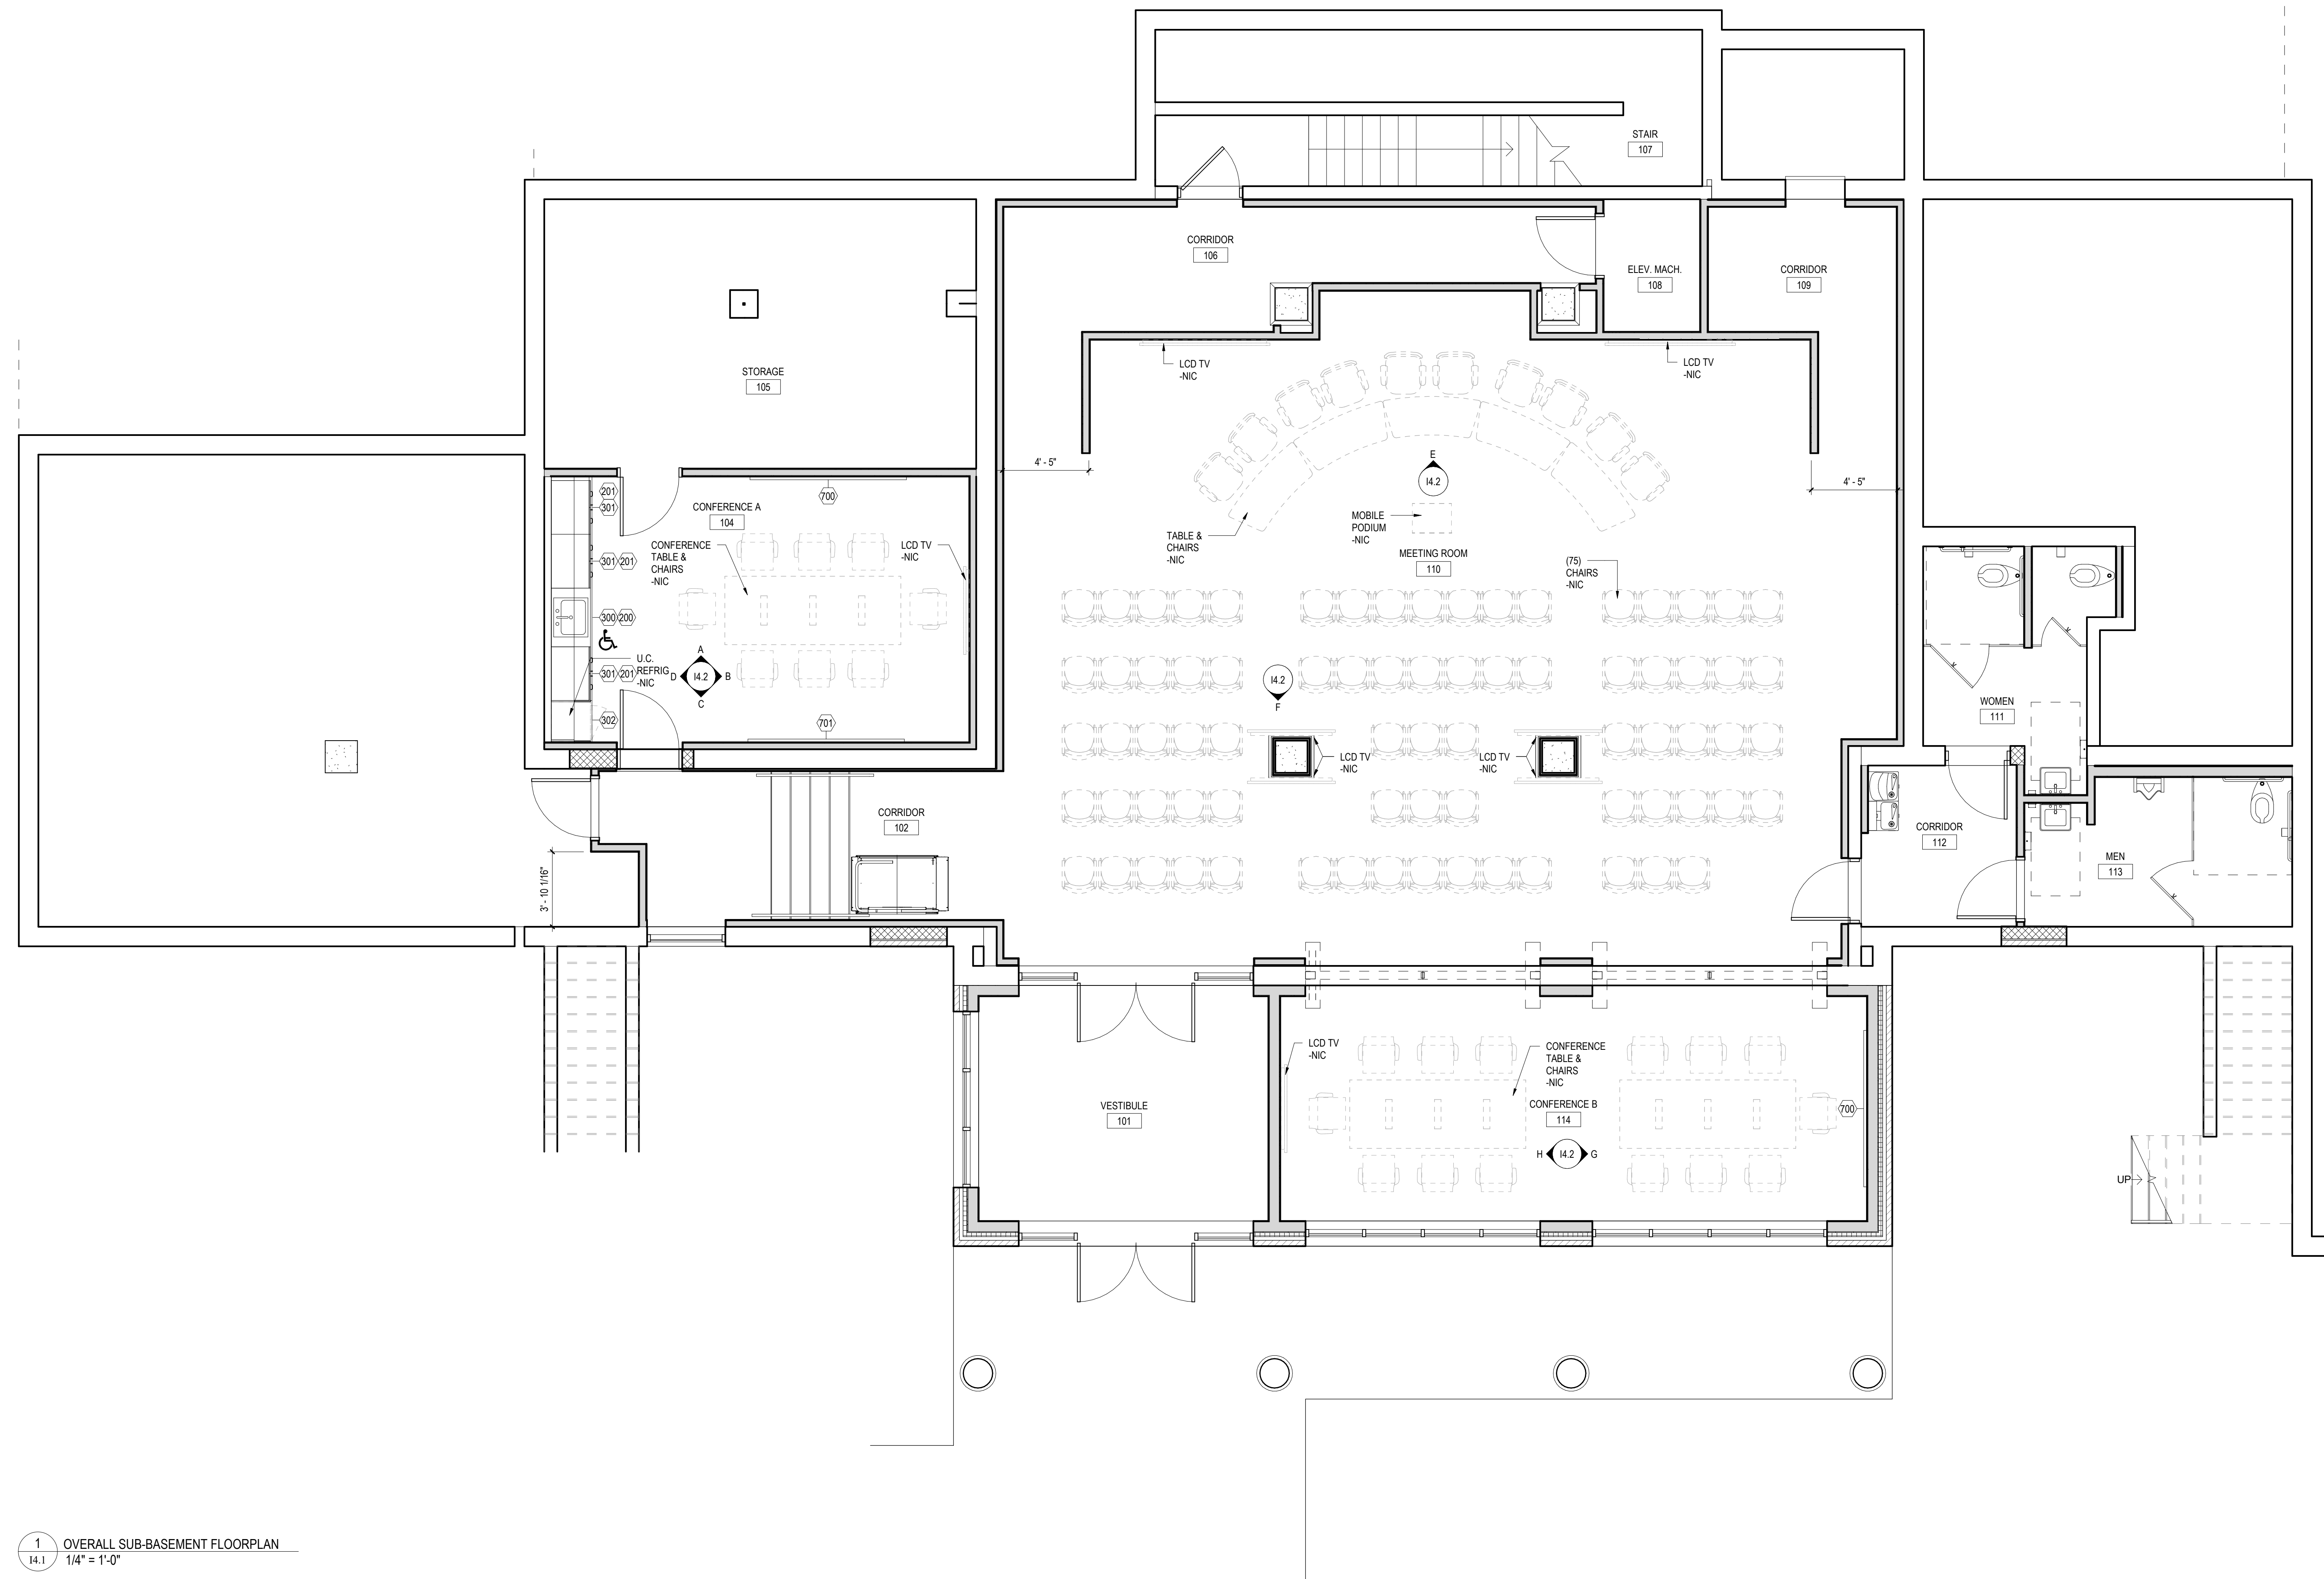 STAIR
107
CORRIDOR
106
ELEV. MACH.
108
CORRIDOR
109
STORAGE
105
LCD TV
-NIC
LCD TV
-NIC
4' - 5"
4' - 5"
E
I4.2
201
301
700
CONFERENCE A
104
CONFERENCE
TABLE &
CHAIRS
-NIC
LCD TV
-NIC
301
201
300
200
U.C.
REFRIG
-NIC
301
201
302
A
D
I4.2
B
C
701
TABLE &
CHAIRS
-NIC
MOBILE
PODIUM
-NIC
MEETING ROOM
110
(75)
CHAIRS
-NIC
I4.2
F
LCD TV
-NIC
LCD TV
-NIC
WOMEN
111
CORRIDOR
102
CORRIDOR
112
MEN
113
3' - 10 1/16"
LCD TV
-NIC
CONFERENCE
TABLE &
CHAIRS
-NIC
VESTIBULE
101
CONFERENCE B
114
700
H
I4.2
G
UP
1
I4.1
OVERALL SUB-BASEMENT FLOORPLAN
1/4" = 1'-0"